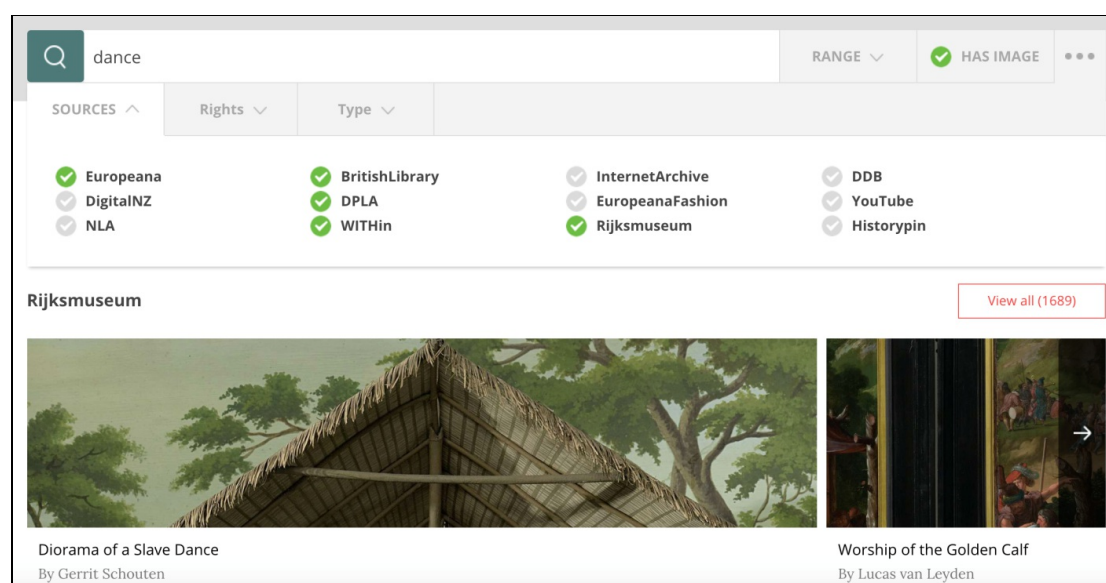 dance RANGE HAS IMAGE
SOURCES Rights Type
Europeana BritishLibrary InternetArchive DDB
DigitalNZ DPLA EuropeanaFashion YouTube
NLA WITHin Rijksmuseum Historypin
Rijksmuseum View all (1689)
Diorama of a Slave Dance Worship of the Golden Calf
By Gerrit Schouten By Lucas van Leyden